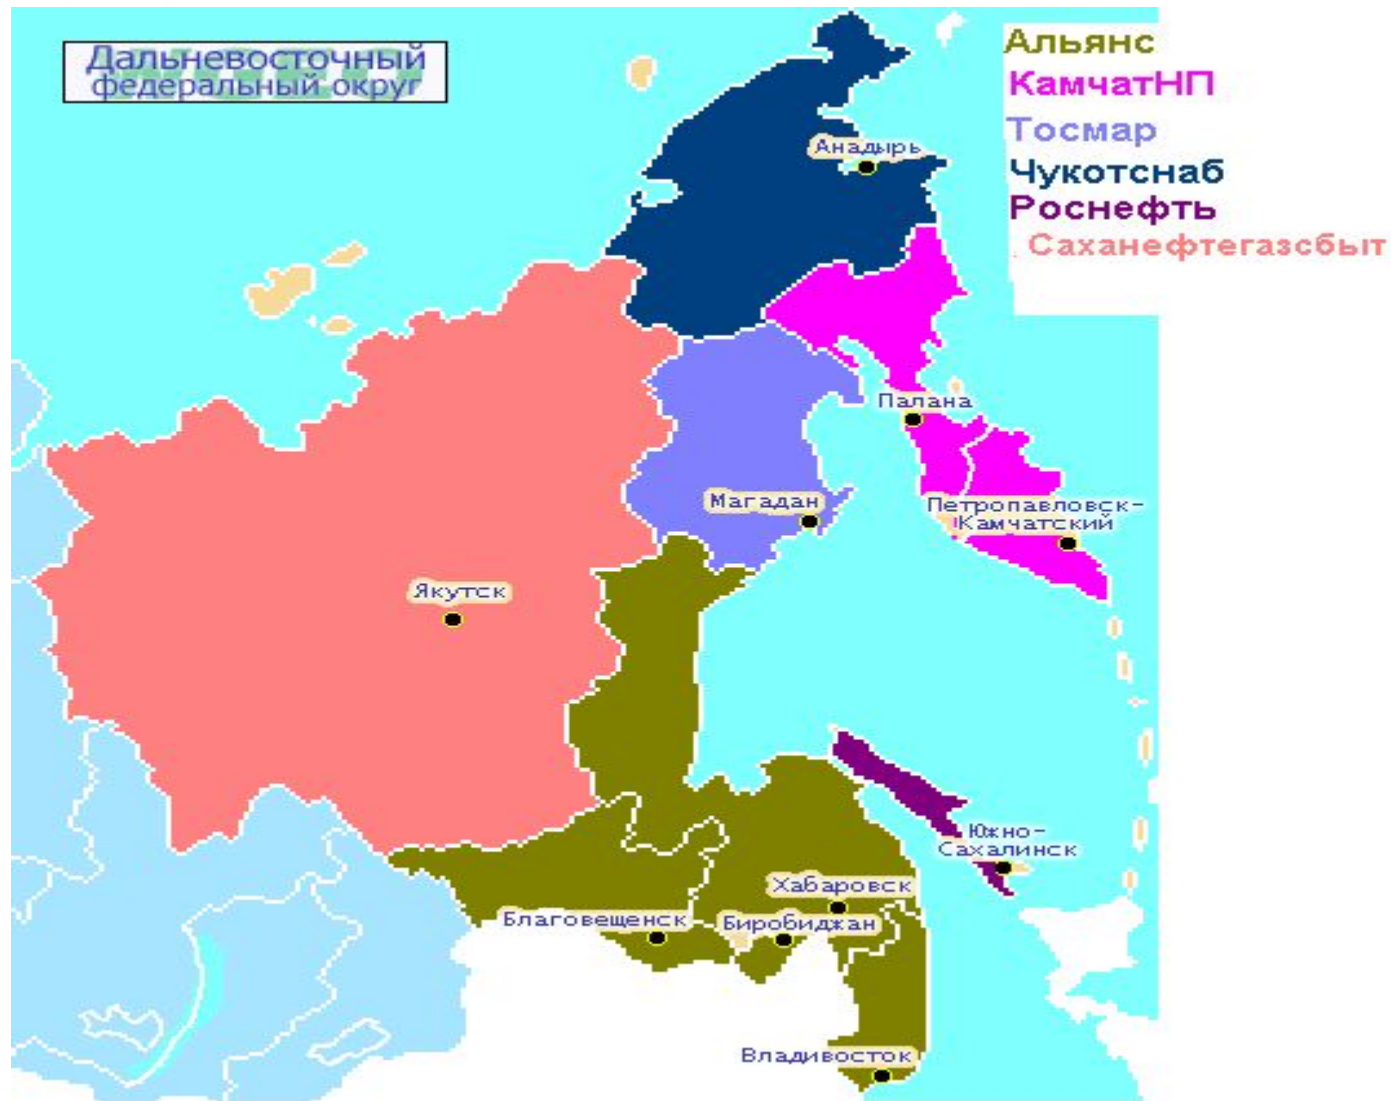 Дальневосточный
федеральный округ
Альянс
КамчатНП
Тосмар
Чукотснаб
Роснефть
Саханефтегазсбыт
Анадырь
Палана
Магадан
Петропавловск-
Камчатский
Якутск
Южно-
Сахалинск
Хабаровск
Благовещенск
Биробиджан
Владивосток